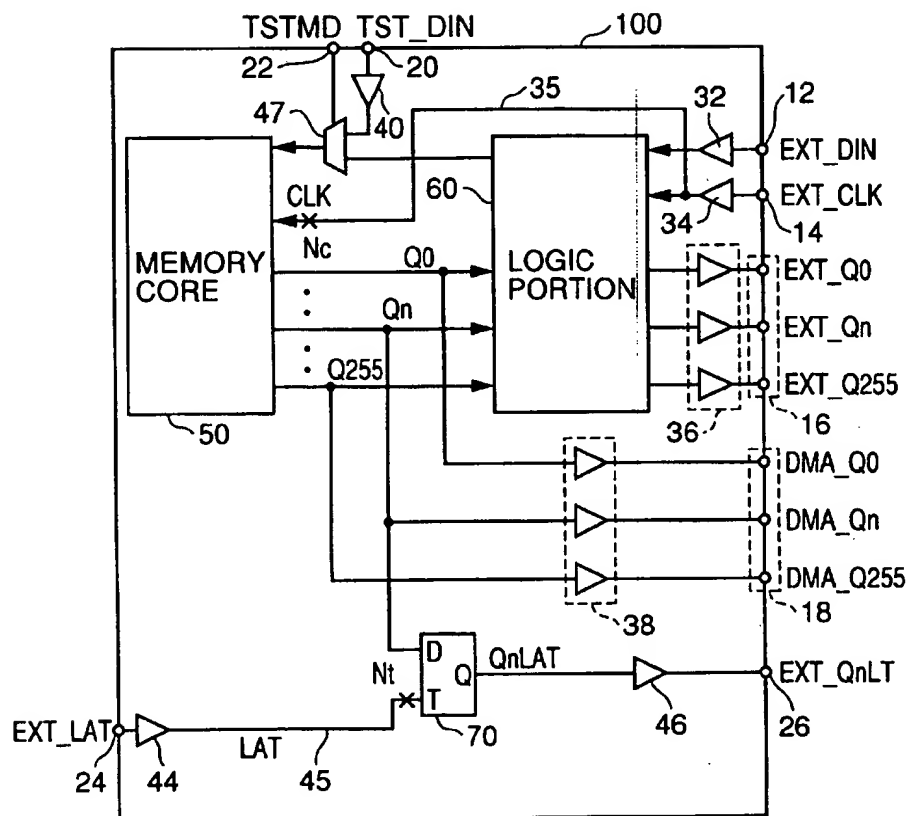 TSTMD TST_DIN 100
22 20
47 40 35 32 12
EXT_DIN
60
CLK
EXT_CLK
34 14
Nc
MEMORY
CORE
LOGIC
PORTION
Q0
EXT_Q0
Qn
EXT_Qn
Q255
EXT_Q255
50 36 16
DMA_Q0
DMA_Qn
DMA_Q255
38 18
D
Nt Q QnLAT EXT_QnLT
T
70 46 26
EXT_LAT
LAT
24 44 45